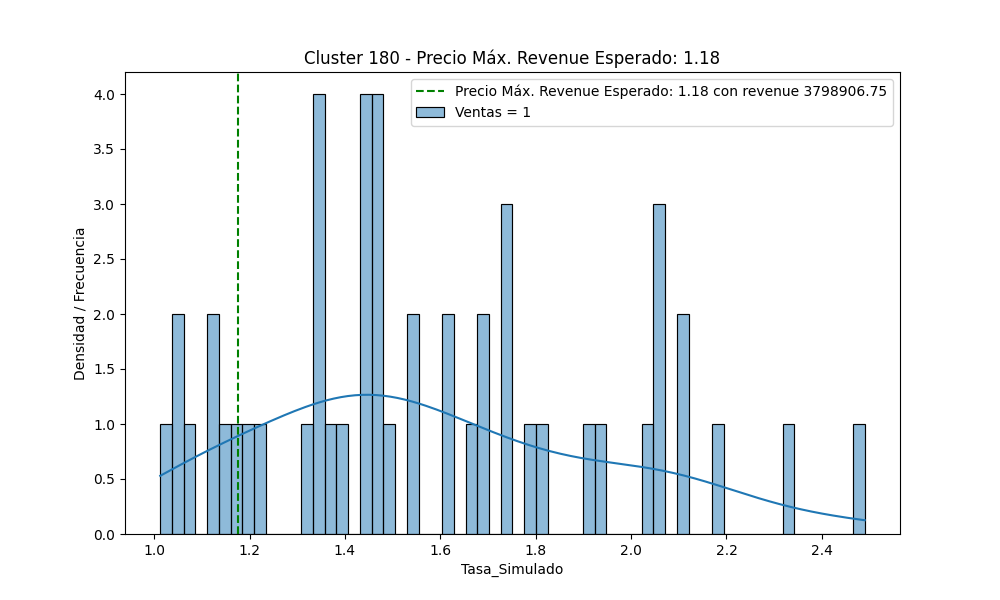 Cluster 180 - Precio Máx. Revenue Esperado: 1.18
Precio Máx. Revenue Esperado: 1.18 con revenue 3798906.75
Ventas = 1
Densidad / Frecuencia
4.0
3.5
3.0
2.5
2.0
1.5
1.0
0.5
0.0
1.0 1.2 1.4 1.6 1.8 2.0 2.2 2.4
Tasa_Simulado